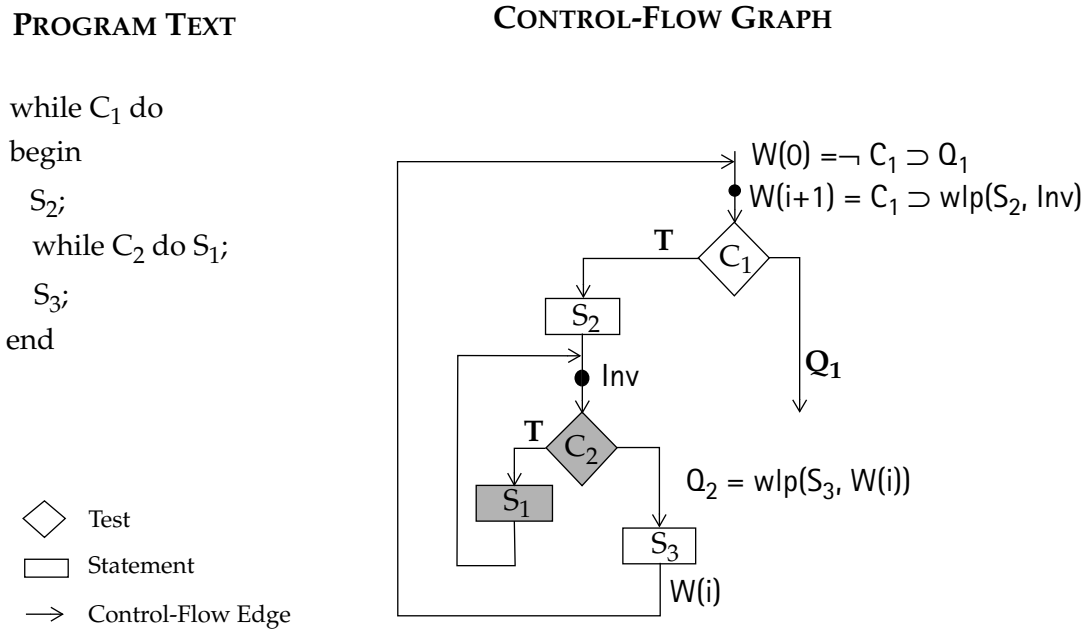 PROGRAM TEXT
CONTROL-FLOW GRAPH
while C₁ do
begin
S₂;
while C₂ do S₁;
S₃;
end
W(0) =¬ C₁ ⊃ Q₁
W(i+1) = C₁ ⊃ wlp(S₂, Inv)
T
C₁
S₂
Q₁
Inv
T
C₂
Q₂ = wlp(S₃, W(i))
S₁
S₃
W(i)
Test
Statement
Control-Flow Edge